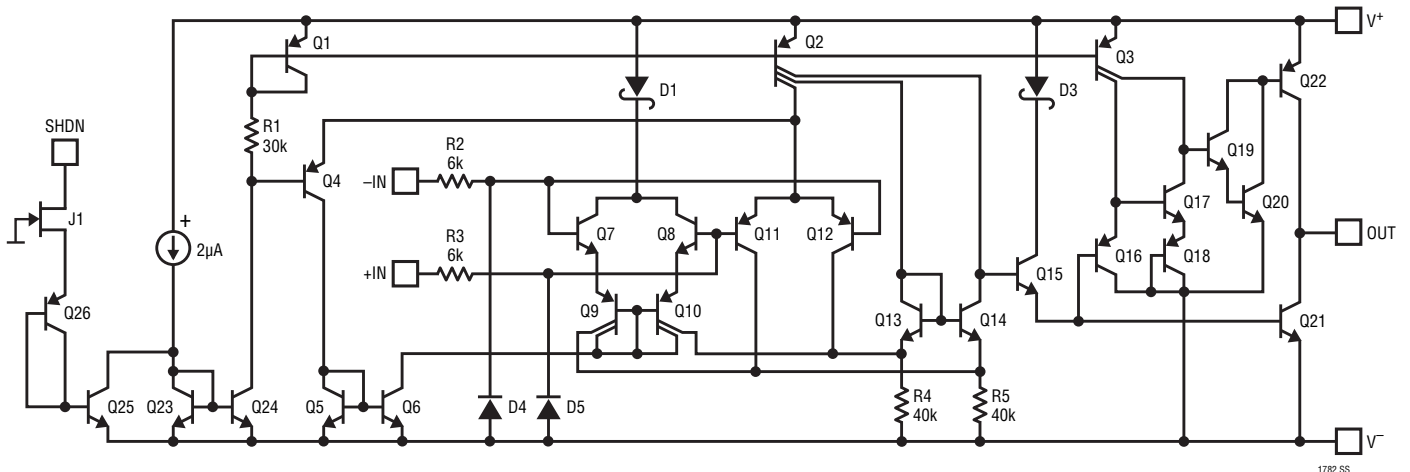 V+
Q1
Q2
Q3
D1
D3
Q22
SHDN
R1
30k
R2
6k
–IN
Q4
Q19
J1
+
2µA
Q17
Q20
Q7
Q8
Q11
Q12
OUT
R3
6k
+IN
Q16
Q18
Q15
Q26
Q9
Q10
Q13
Q14
Q21
Q25
Q23
Q24
Q5
Q6
D4
D5
R4
40k
R5
40k
V–
1782 SS